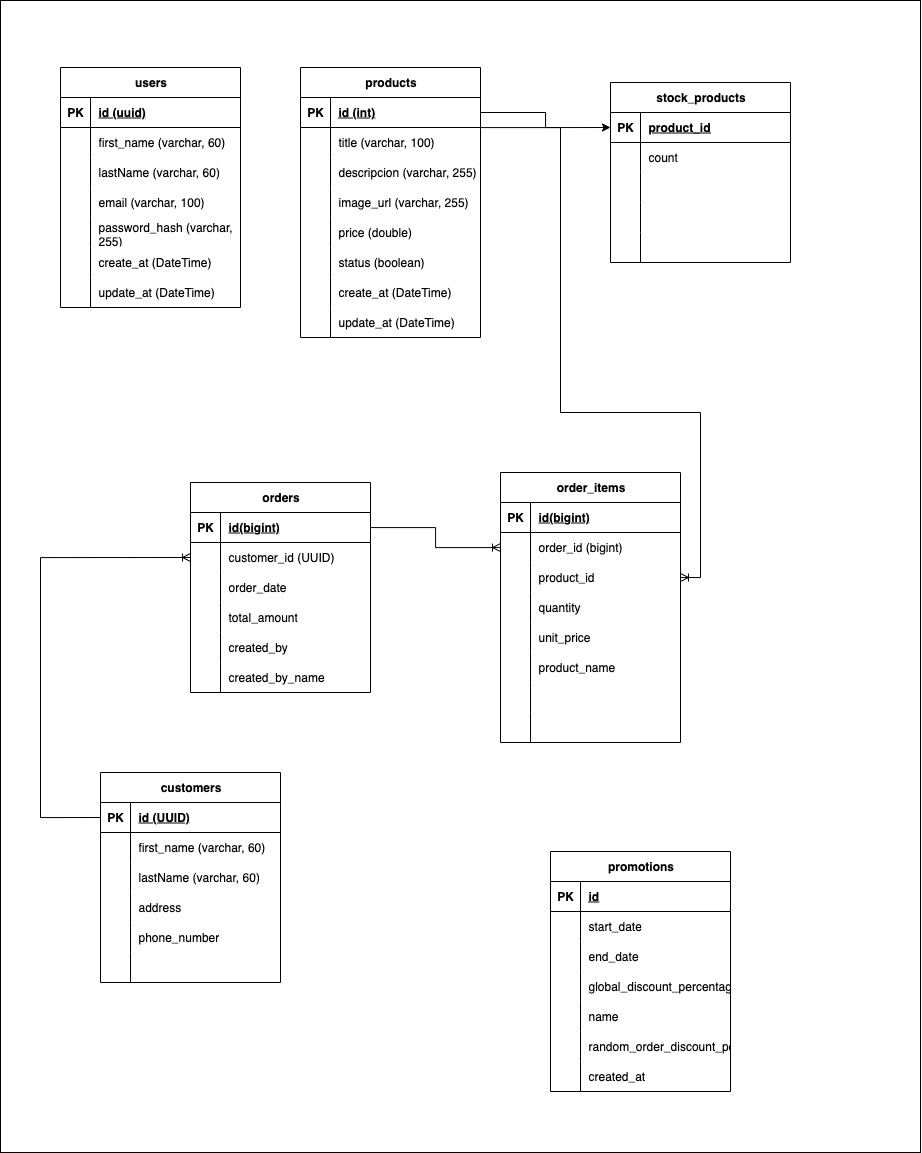 users
PK id (uuid)
first_name (varchar, 60)
lastName (varchar, 60)
email (varchar, 100)
password_hash (varchar,
255)
create_at (DateTime)
update_at (DateTime)
products
PK id (int)
title (varchar, 100)
descripcion (varchar, 255)
image_url (varchar, 255)
price (double)
status (boolean)
create_at (DateTime)
update_at (DateTime)
stock_products
PK product_id
count
orders
PK id(bigint)
customer_id (UUID)
order_date
total_amount
created_by
created_by_name
order_items
PK id(bigint)
order_id (bigint)
product_id
quantity
unit_price
product_name
customers
PK id (UUID)
first_name (varchar, 60)
lastName (varchar, 60)
address
phone_number
promotions
PK id
start_date
end_date
global_discount_percentag
name
random_order_discount_p
created_at